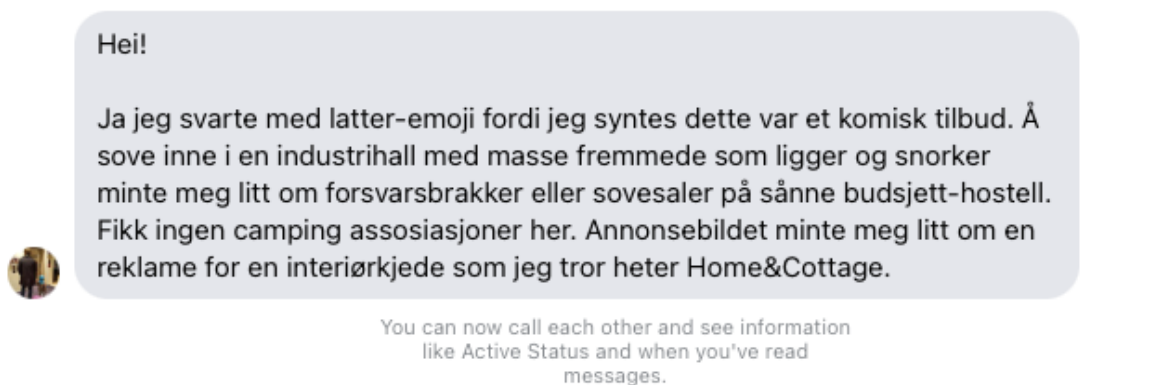 Hei!
Ja jeg svarte med latter-emoji fordi jeg syntes dette var et komisk tilbud. Å
sove inne i en industrihall med masse fremmede som ligger og snorker
minte meg litt om forsvarsbrakker eller sovesaler på sånne budsjett-hostell.
Fikk ingen camping assosiasjoner her. Annonsebildet minte meg litt om en
reklame for en interiørkjede som jeg tror heter Home&Cottage.
You can now call each other and see information
like Active Status and when you've read
messages.